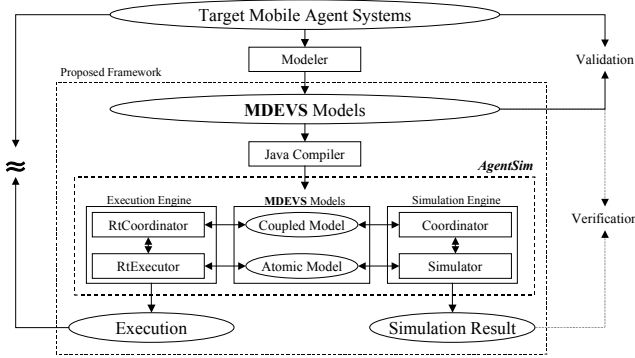 Target Mobile Agent Systems
Modeler
Validation
Proposed Framework
MDEVS Models
Java Compiler
AgentSim
≈
Execution Engine
MDEVS Models
Simulation Engine
RtCoordinator
Coupled Model
Coordinator
Verification
RtExecutor
Atomic Model
Simulator
Execution
Simulation Result